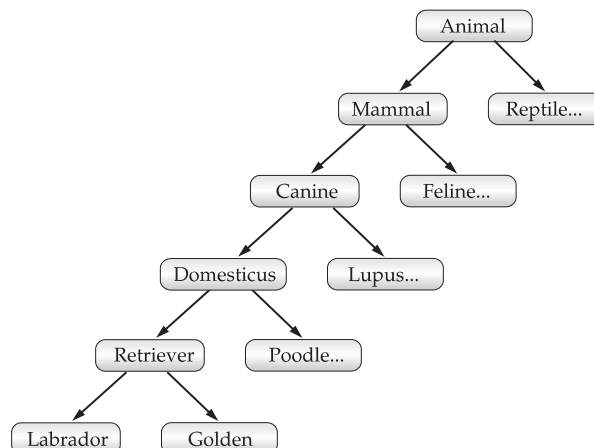 Animal
Mammal
Reptile...
Canine
Feline...
Domesticus
Lupus...
Retriever
Poodle...
Labrador
Golden